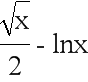 √x/2 - lnx